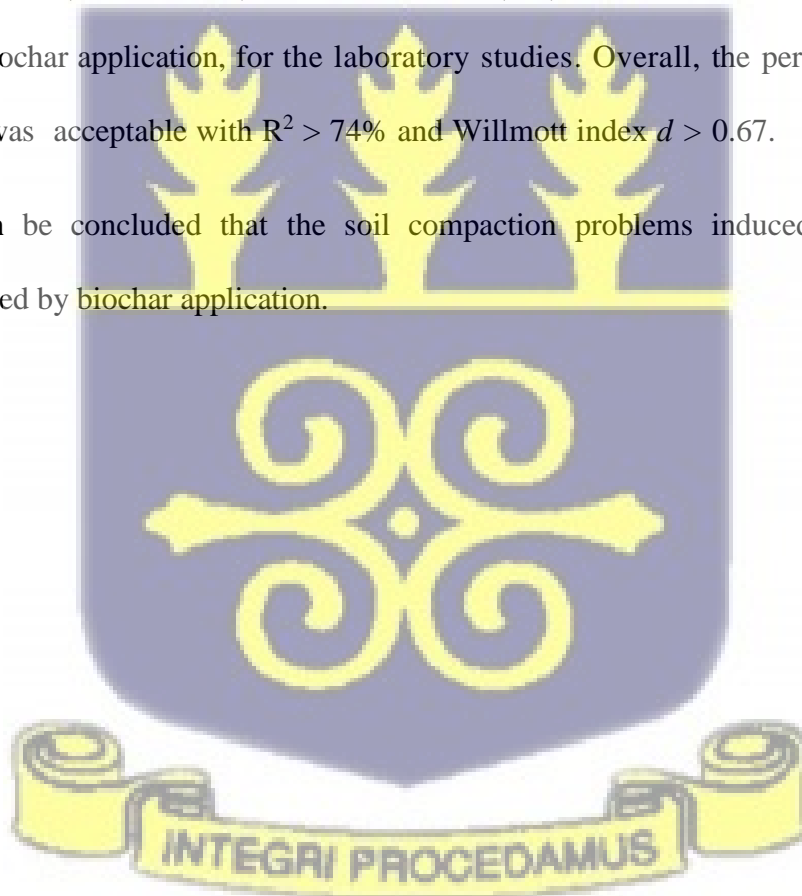 ochar application, for the laboratory studies. Overall, the per
was acceptable with R² > 74% and Willmott index d > 0.67.
be concluded that the soil compaction problems induced
ed by biochar application.
INTEGRI PROCEDAMUS